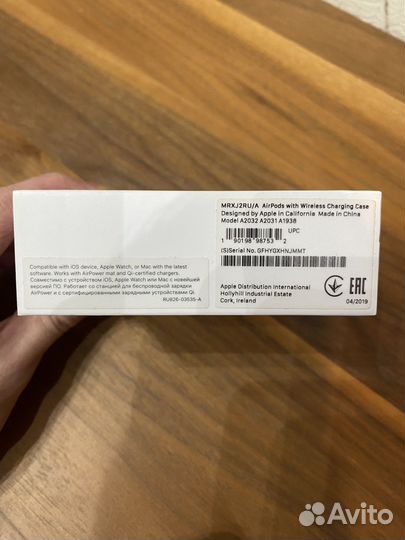 MRXJ2RU/A AirPods with Wireless Charging Case
Designed by Apple in California Made in China
Model A2032 A2031 A1938
UPC
1 90198 98753 2
(S)Serial No. GFHYGXHNJMMT
Apple Distribution International
Hollyhill Industrial Estate
Cork, Ireland
EAC
04/2019
Compatible with iOS device, Apple Watch, or Mac with the latest
software. Works with AirPower mat and Qi-certified chargers.
Совместимо с устройством iOS, Apple Watch или Mac с новейшей
версией ПО. Работает со станцией для беспроводной зарядки
AirPower и с сертифицированными зарядными устройствами Qi.
RU826-03635-A
Avito